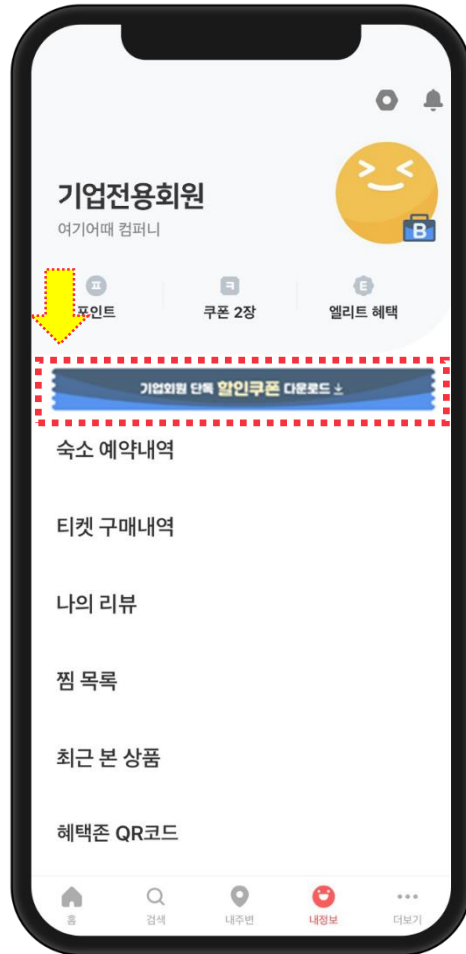 기업전용회원
여기어때 컴퍼니
B
ㅍ ㅋ E
포인트 쿠폰 2장 엘리트 혜택
기업회원 단독 할인쿠폰 다운로드
숙소 예약내역
티켓 구매내역
나의 리뷰
찜 목록
최근 본 상품
혜택존 QR코드
홈 검색 내주변 내정보 더보기